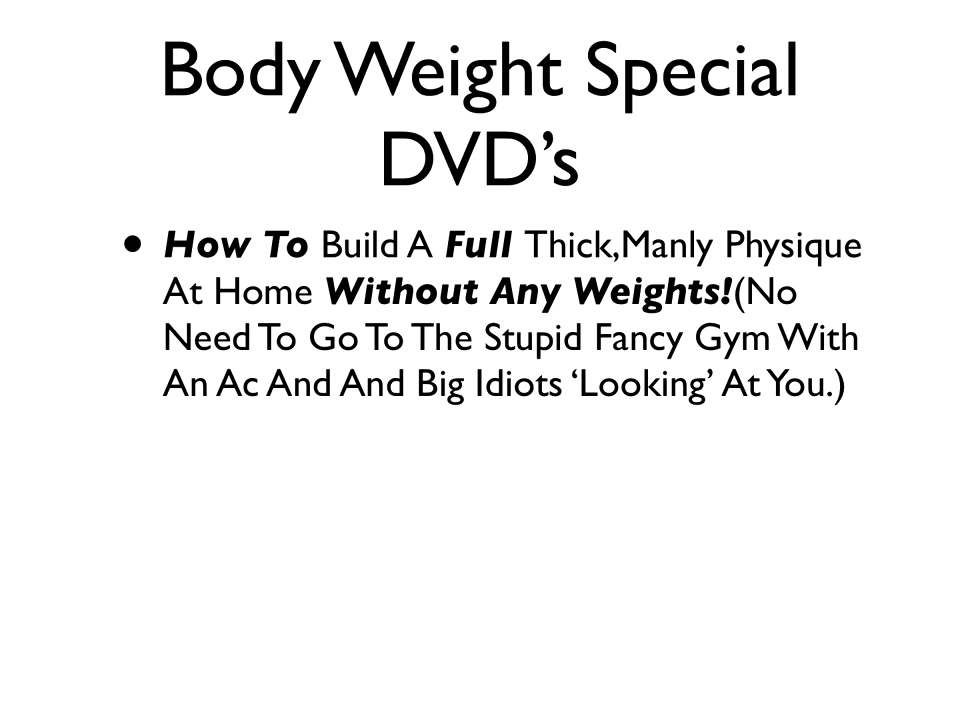 Body Weight Special
DVD’s
• How To Build A Full Thick,Manly Physique
At Home Without Any Weights!(No
Need To Go To The Stupid Fancy Gym With
An Ac And And Big Idiots ‘Looking’ At You.)